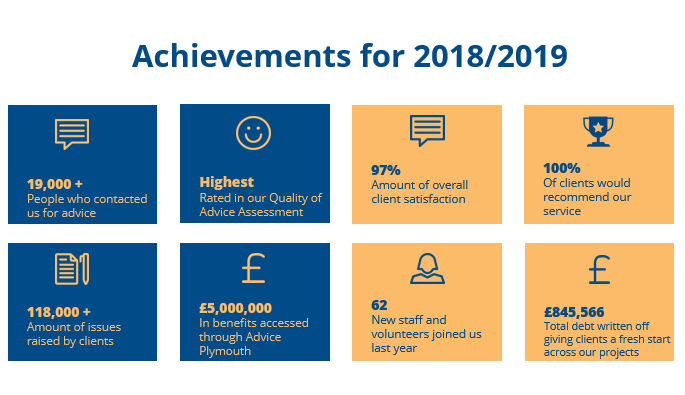 Achievements for 2018/2019
19,000 +
People who contacted
us for advice
Highest
Rated in our Quality of
Advice Assessment
97%
Amount of overall
client satisfaction
100%
Of clients would
recommend our
service
118,000 +
Amount of issues
raised by clients
£
£5,000,000
In benefits accessed
through Advice
Plymouth
62
New staff and
volunteers joined us
last year
£
£845,566
Total debt written off
giving clients a fresh start
across our projects